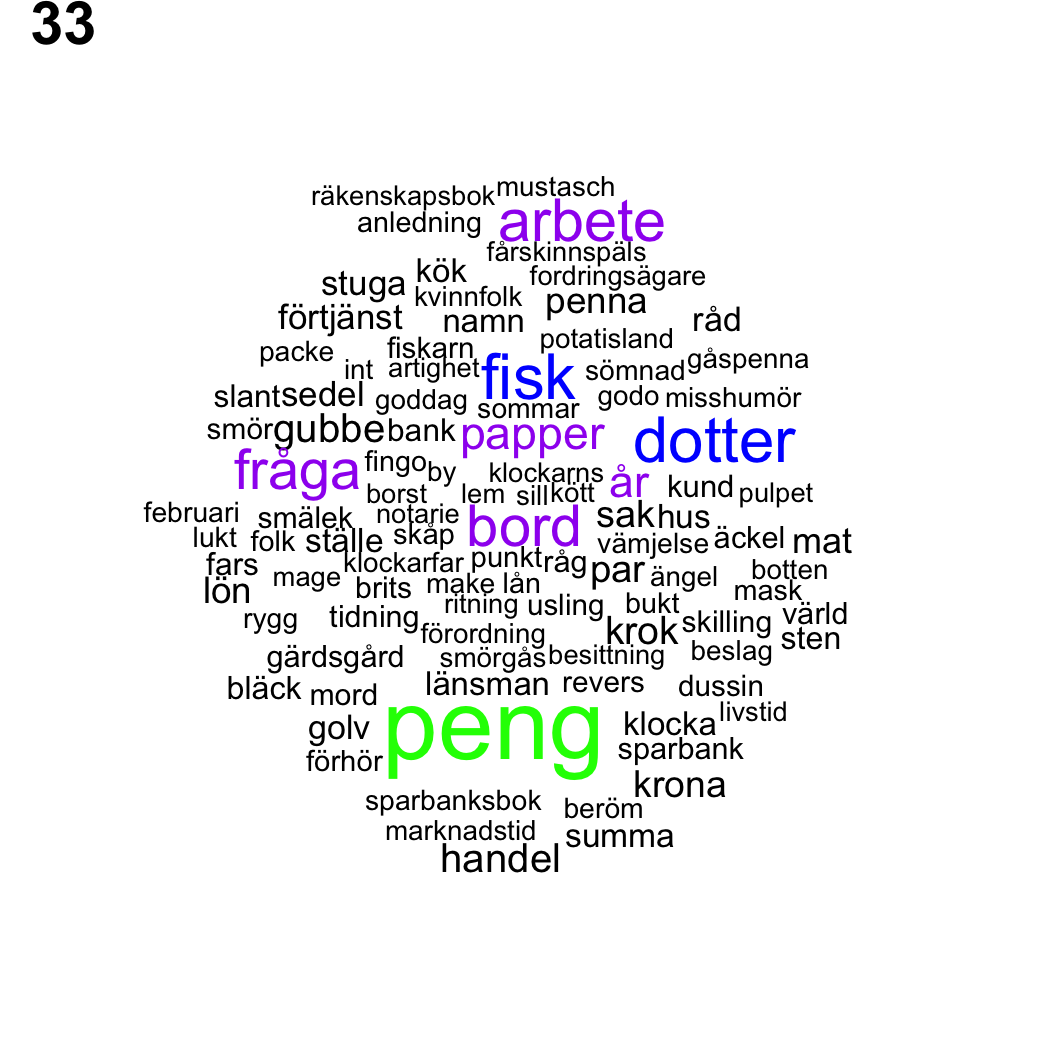 33
räkenskapsbok mustasch
anledning arbete
fårskinnspäls
stuga kök fordringsägare
kvinnfolk penna
förtjänst namn råd
potatisland
packe fiskarn gåspenna
int artighet fisk sömnad
slant sedel goddag sommar godo misshumör
smör gubbe bank papper dotter
fråga fingo by klockarns år kund pulpet
borst lem sill kött
februari smälek notarie bord sak hus
lukt folk ställe skåp vämjelse äckel mat
fars klockarfar punkt råg par ängel botten
lön mage brits make lån mask
rygg tidning ritning usling bukt skilling värld
förordning krok sten
gärdsgård smörgås besittning beslag
bläck mord länsman revers dussin
golv peng klocka livstid
förhör sparbank
krona
sparbanksbok beröm
marknadstid summa
handel